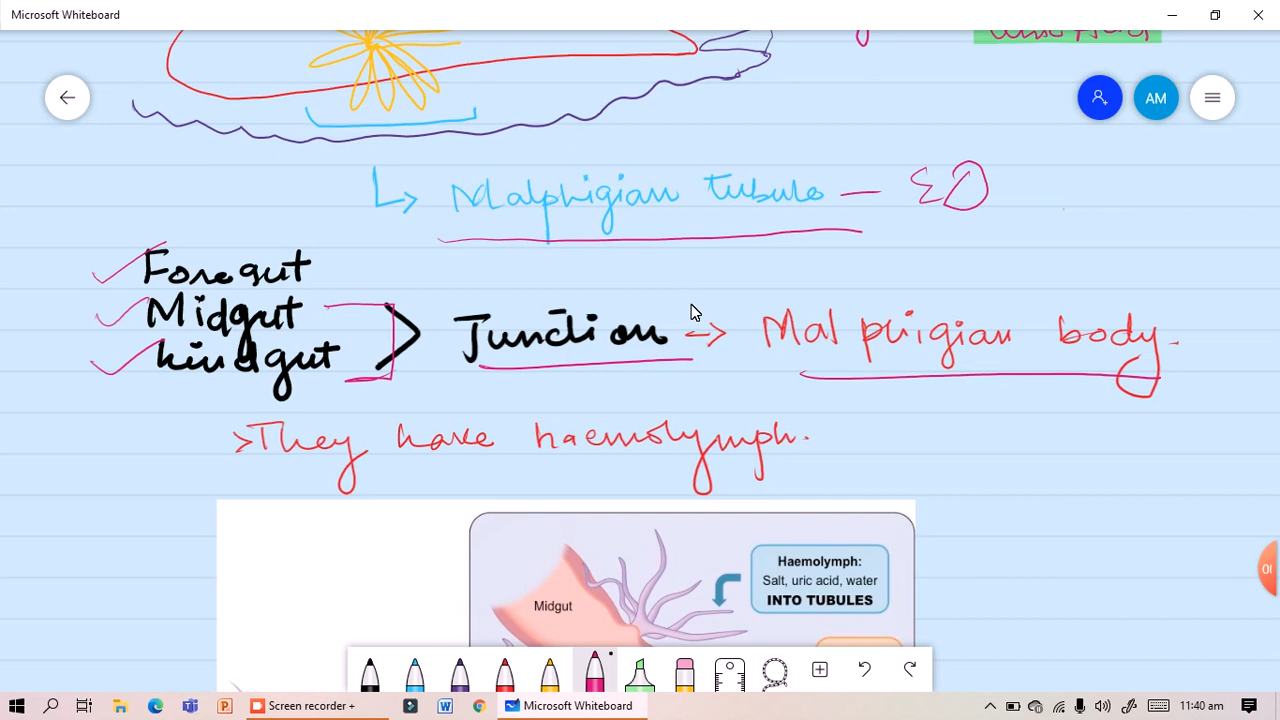 Microsoft Whiteboard
AM
Malphigian tubule —
Foregut
Midgut
hindgut
Junction → Malphigian body.
>They have haemolymph.
Haemolymph:
Salt, uric acid, water
INTO TUBULES
Midgut
Screen recorder +
Microsoft Whiteboard
11:40 am